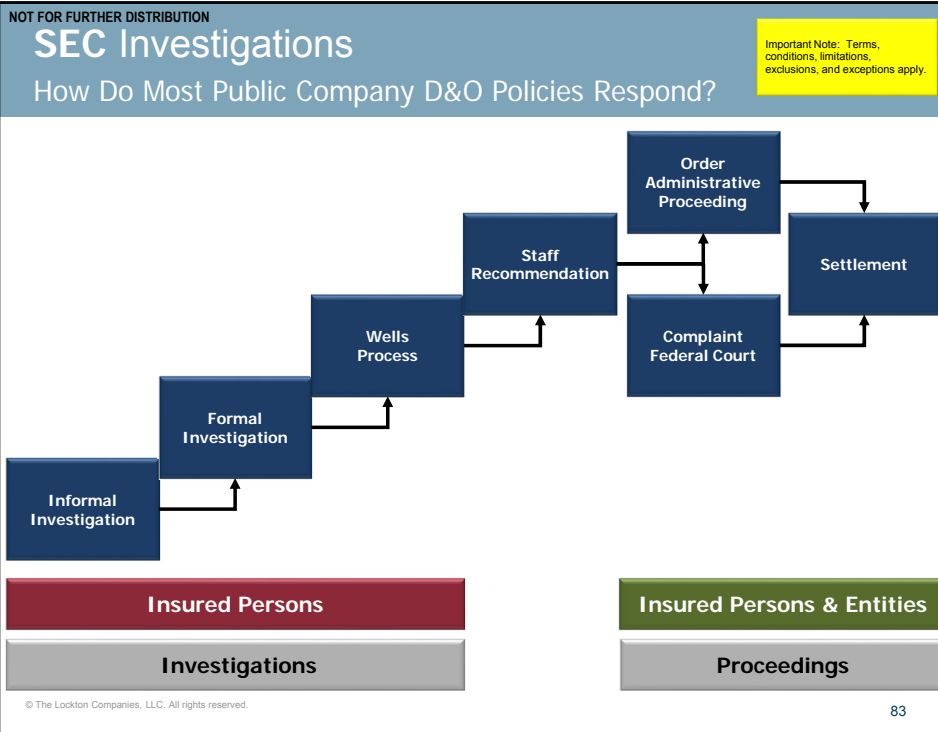 NOT FOR FURTHER DISTRIBUTION
SEC Investigations
How Do Most Public Company D&O Policies Respond?
Important Note: Terms,
conditions, limitations,
exclusions, and exceptions apply.
Order
Administrative
Proceeding
Staff
Recommendation
Settlement
Wells
Process
Complaint
Federal Court
Formal
Investigation
Informal
Investigation
Insured Persons
Insured Persons & Entities
Investigations
Proceedings
© The Lockton Companies, LLC. All rights reserved.
83